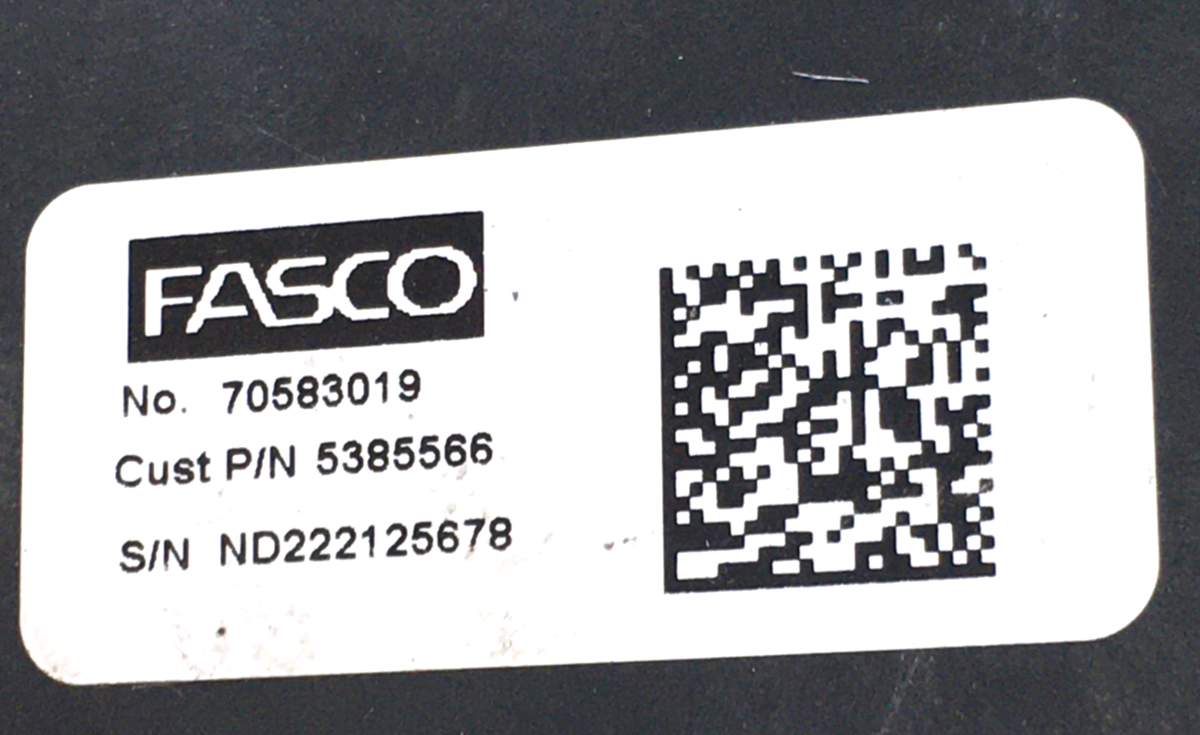 FASCO
No. 70583019
Cust P/N 5385566
S/N ND222125678